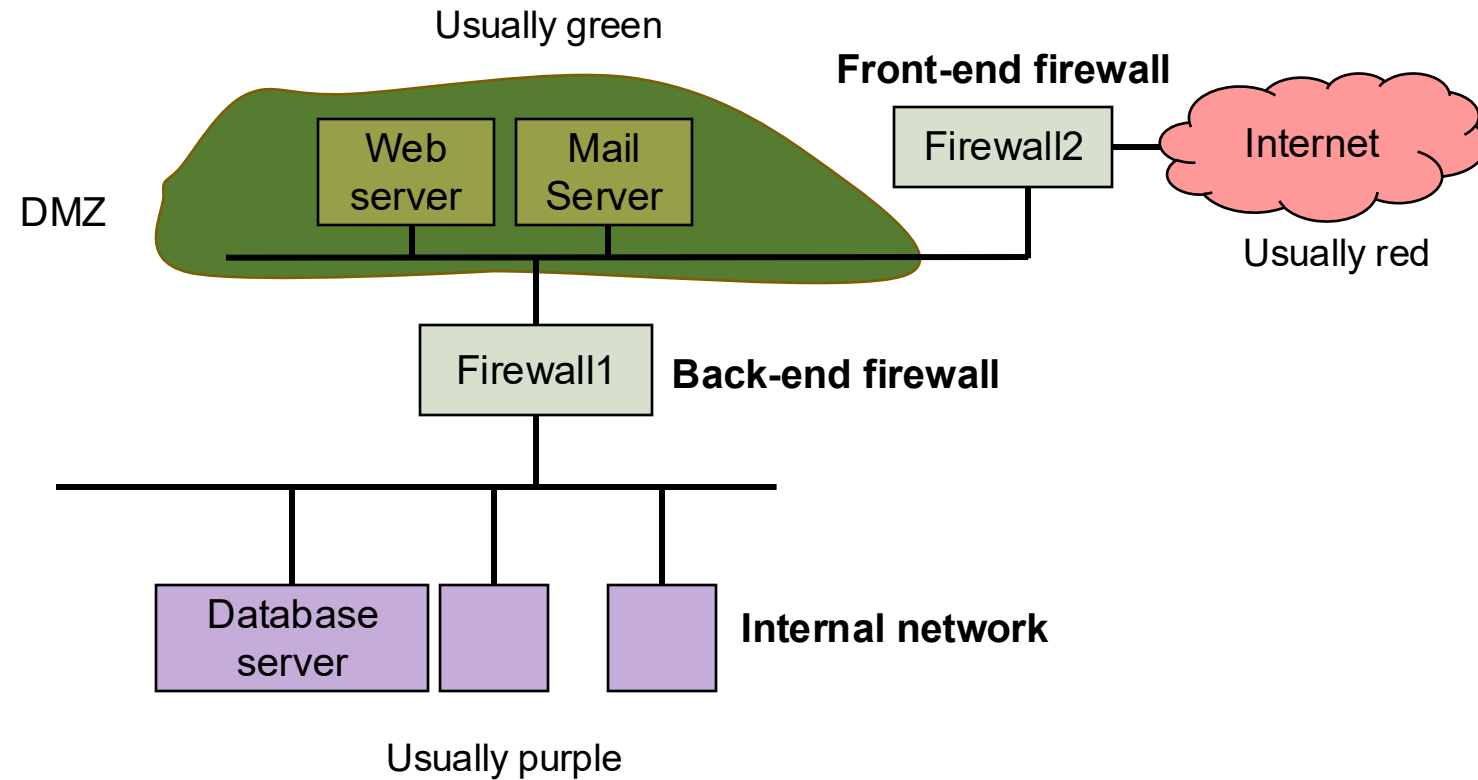 Usually green
Front-end firewall
Web
server
Mail
Server
Firewall2
Internet
DMZ
Usually red
Firewall1
Back-end firewall
Database
server
Internal network
Usually purple